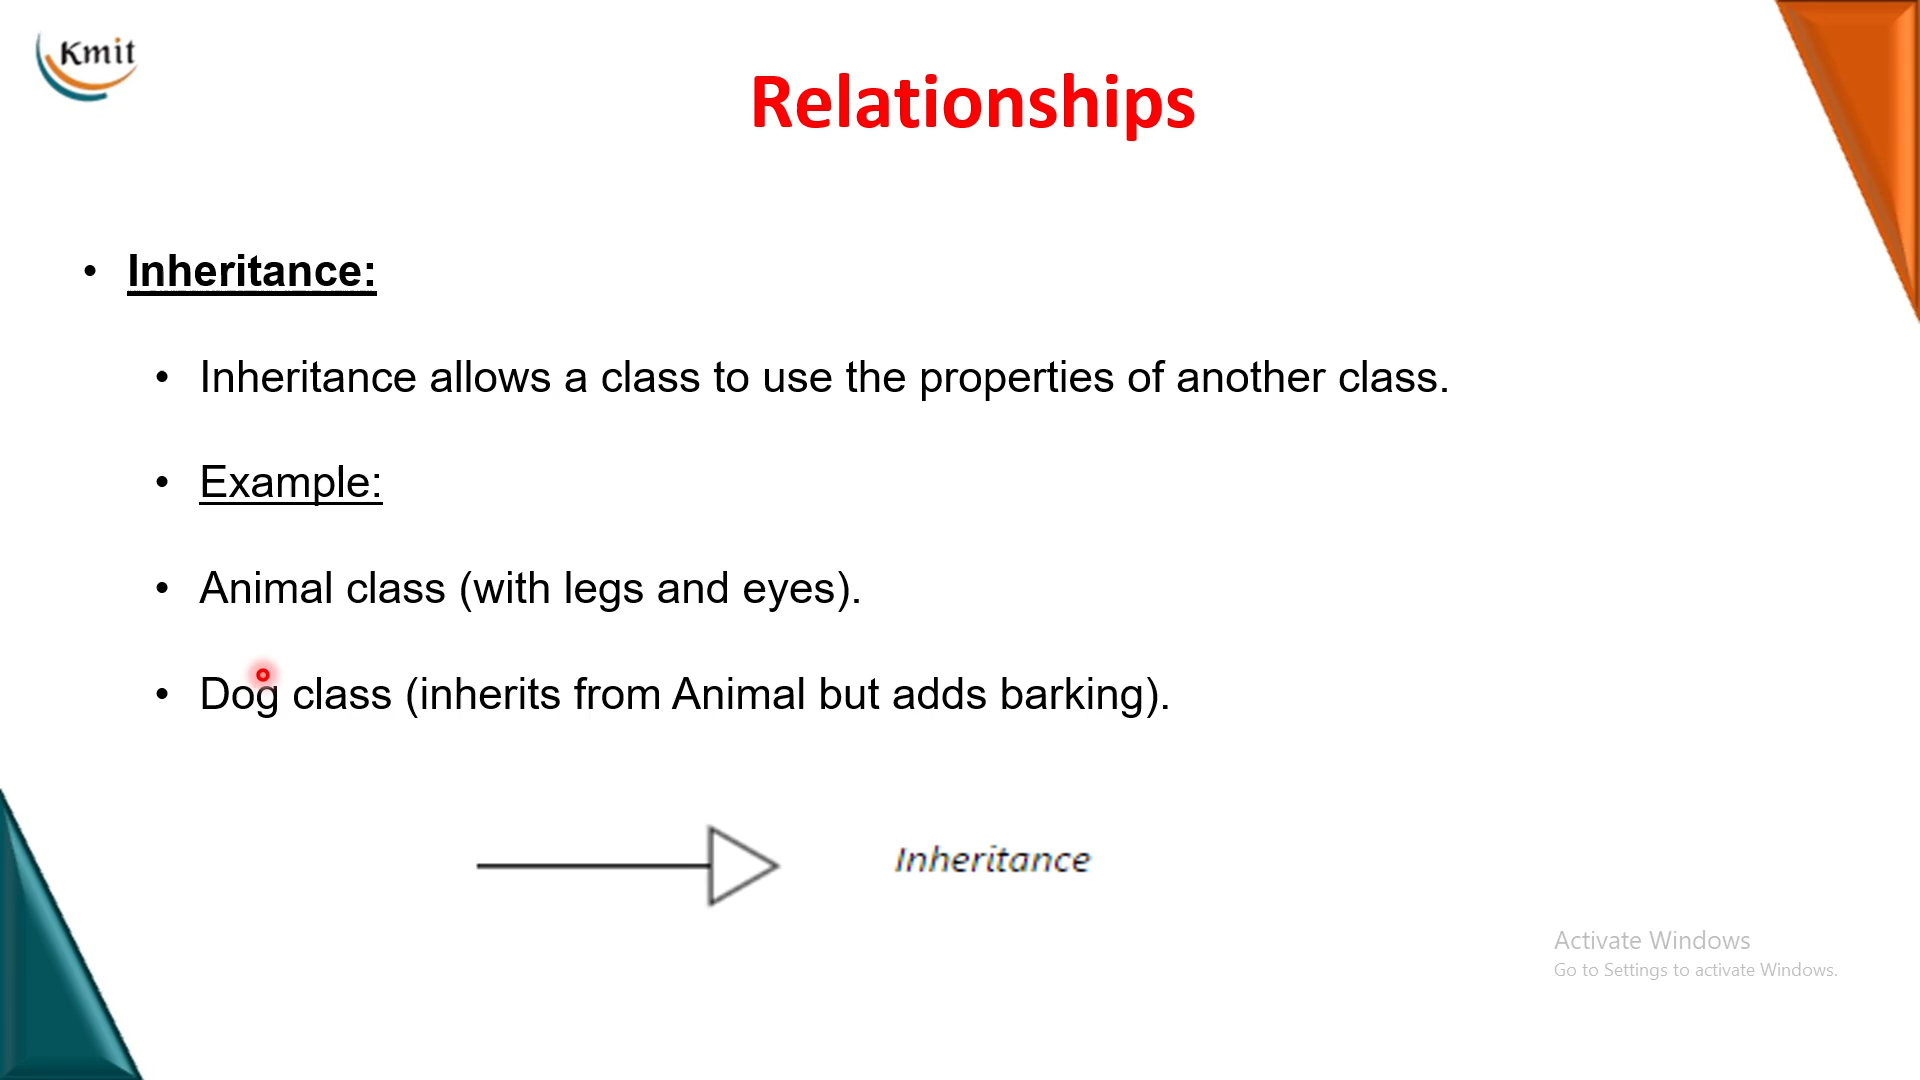 Kmit
Relationships
• Inheritance:
• Inheritance allows a class to use the properties of another class.
• Example:
• Animal class (with legs and eyes).
• Dog class (inherits from Animal but adds barking).
Inheritance
Activate Windows
Go to Settings to activate Windows.